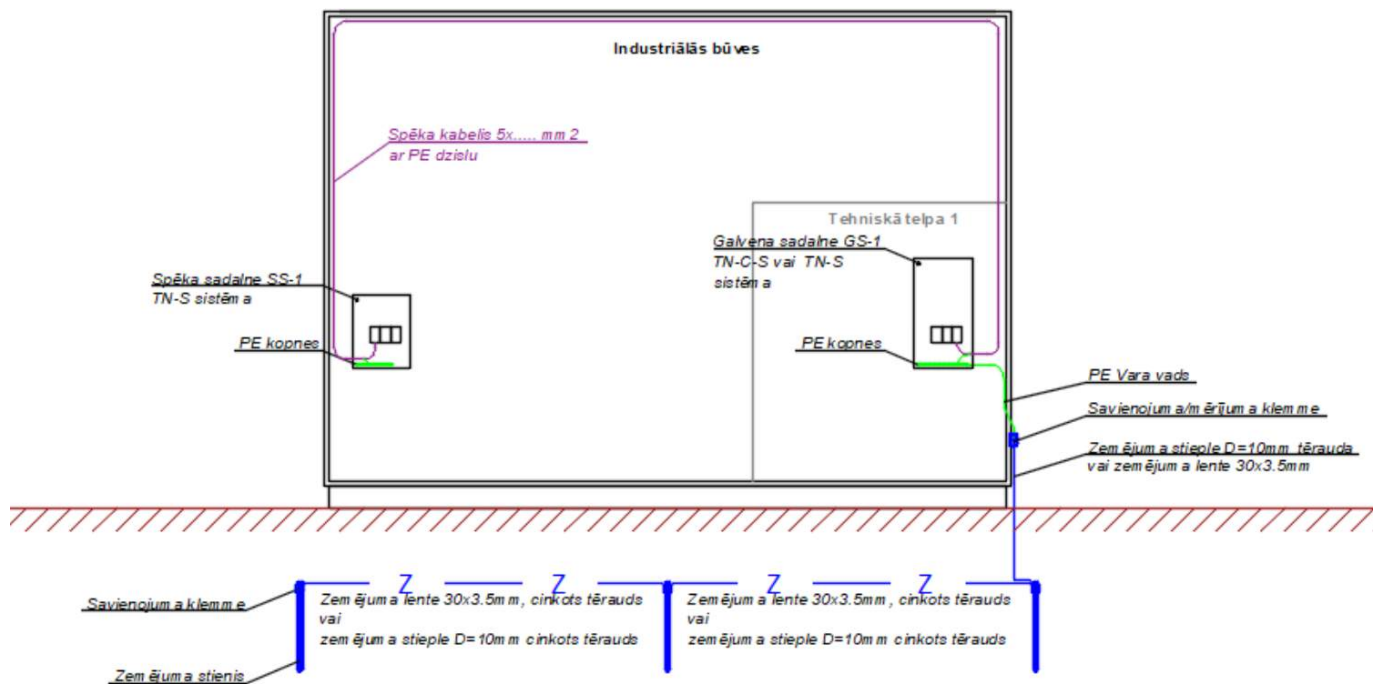 Industriālās būves
Spēka kabelis 5x..... mm2
ar PE dzislu
Tehniskā telpa 1
Galvena sadalne GS-1
TN-C-S vai TN-S
sistēma
Spēka sadalne SS-1
TN-S sistēma
PE kopnes
PE kopnes
PE Vara vads
Savienojuma/mērījuma klemme
Zemējuma stieple D=10mm tērauda
vai zemējuma lente 30x3.5mm
Z Z Z Z
Savienojuma klemme
Zemējuma lente 30x3.5mm, cinkots tērauds
vai
zemējuma stieple D=10mm cinkots tērauds
Zemējuma lente 30x3.5mm, cinkots tērauds
vai
zemējuma stieple D=10mm cinkots tērauds
Zemējuma stienis